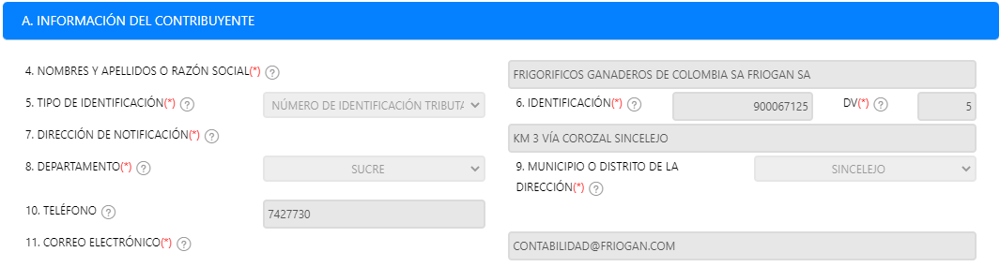 A. INFORMACIÓN DEL CONTRIBUYENTE
4. NOMBRES Y APELLIDOS O RAZÓN SOCIAL(*) ?
FRIGORIFICOS GANADEROS DE COLOMBIA SA FRIOGAN SA
5. TIPO DE IDENTIFICACIÓN(*) ? NÚMERO DE IDENTIFICACIÓN TRIBUTA 6. IDENTIFICACIÓN(*) ? 900067125 DV(*) ? 5
7. DIRECCIÓN DE NOTIFICACIÓN(*) ? KM 3 VÍA COROZAL SINCELEJO
8. DEPARTAMENTO(*) ? SUCRE 9. MUNICIPIO O DISTRITO DE LA
DIRECCIÓN(*) ? SINCELEJO
10. TELÉFONO ? 7427730
11. CORREO ELECTRÓNICO(*) ? CONTABILIDAD@FRIOGAN.COM